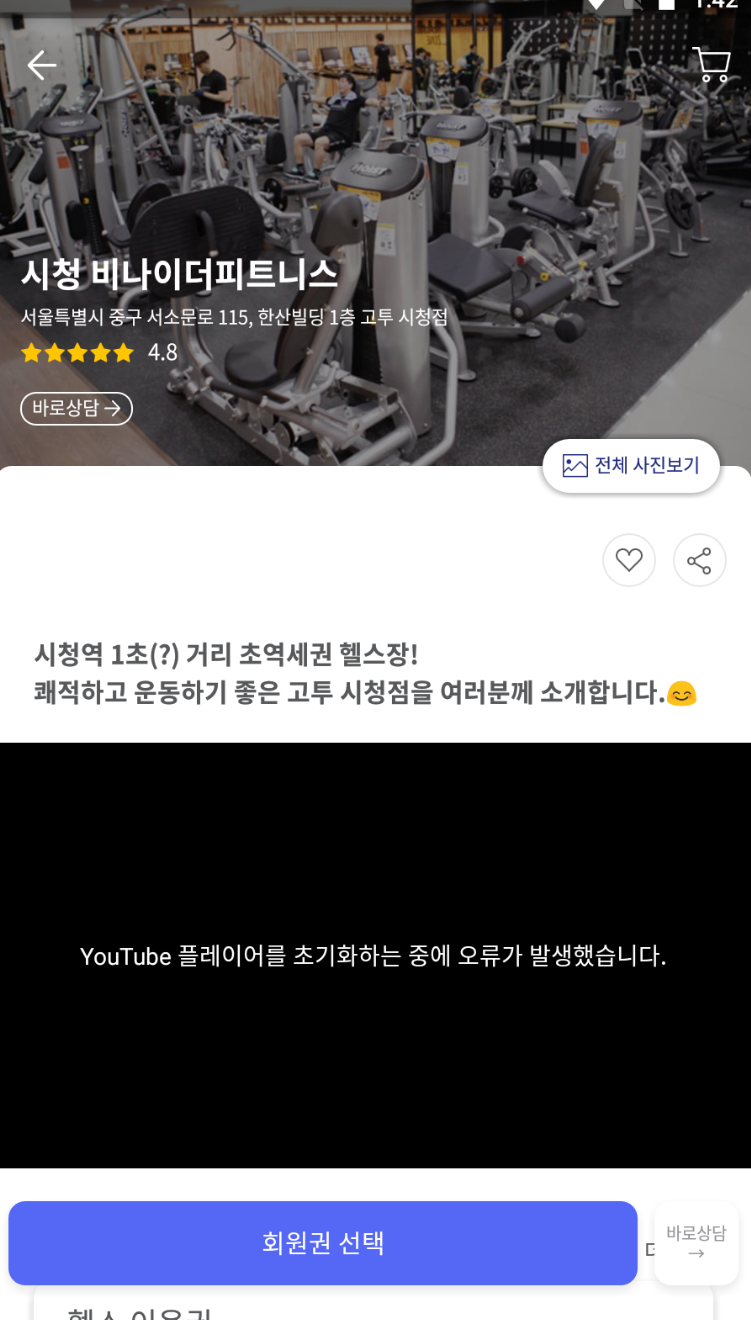 1:42
시청 비나이더피트니스
서울특별시 중구 서소문로 115, 한산빌딩 1층 고투 시청점
4.8
바로상담 →
전체 사진보기
시청역 1초(?) 거리 초역세권 헬스장!
쾌적하고 운동하기 좋은 고투 시청점을 여러분께 소개합니다.😊
YouTube 플레이어를 초기화하는 중에 오류가 발생했습니다.
회원권 선택
바로상담
→
헬스 이용권